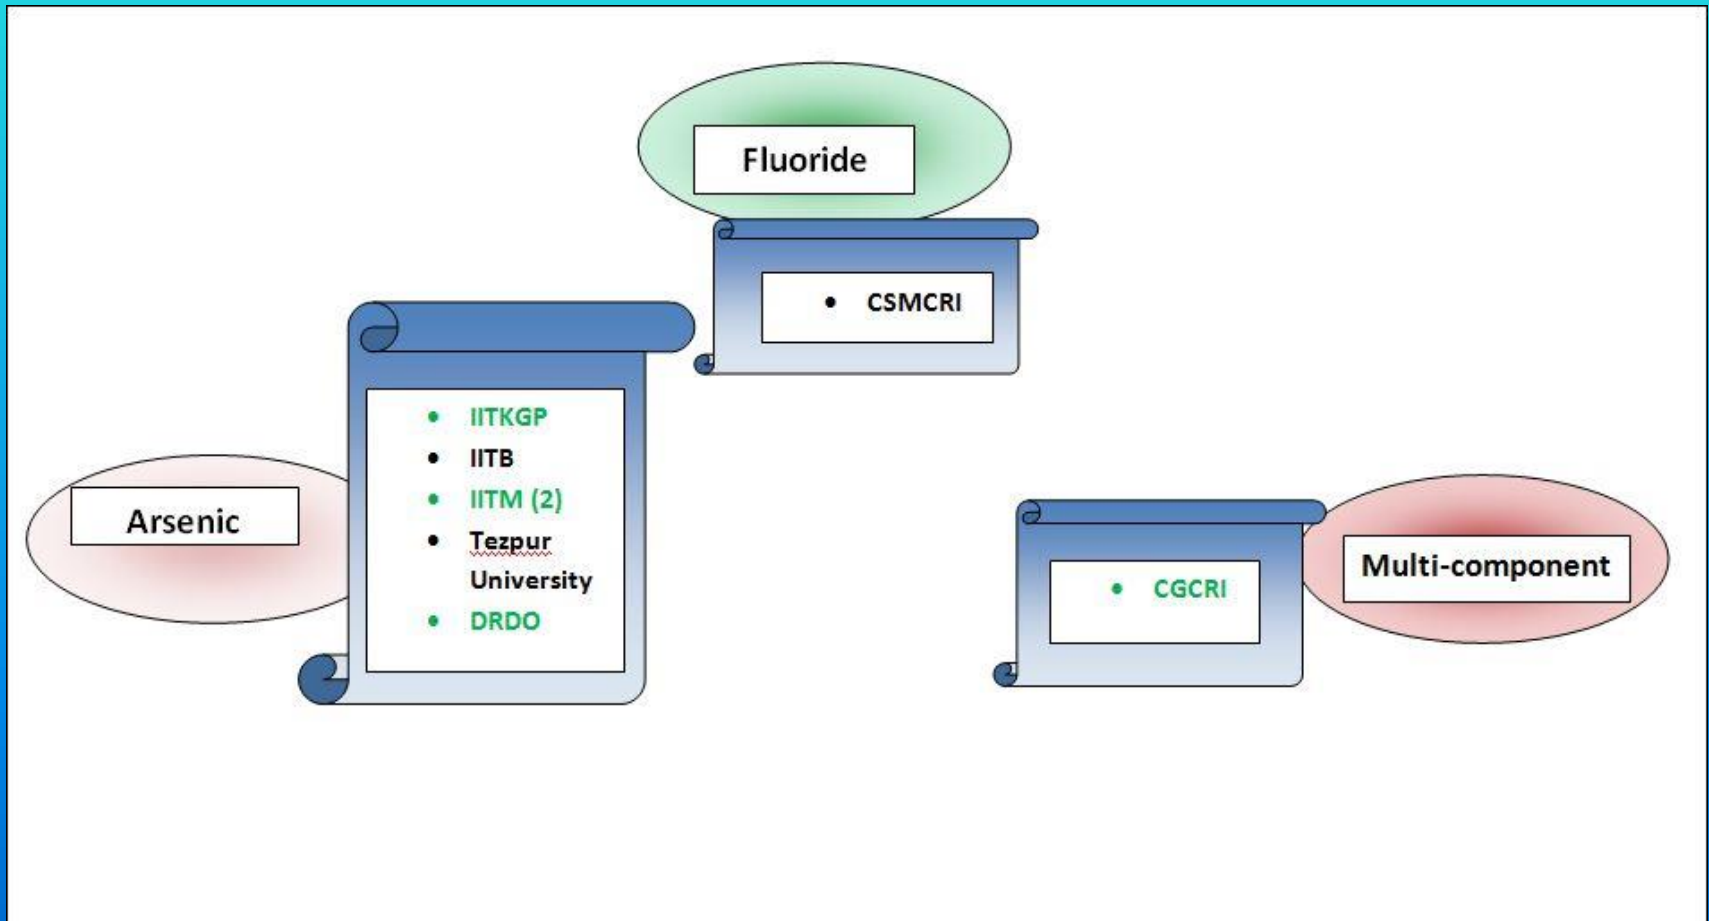 Fluoride
• CSMCRI
Arsenic
• IITKGP
• IITB
• IITM (2)
• Tezpur
University
• DRDO
Multi-component
• CGCRI